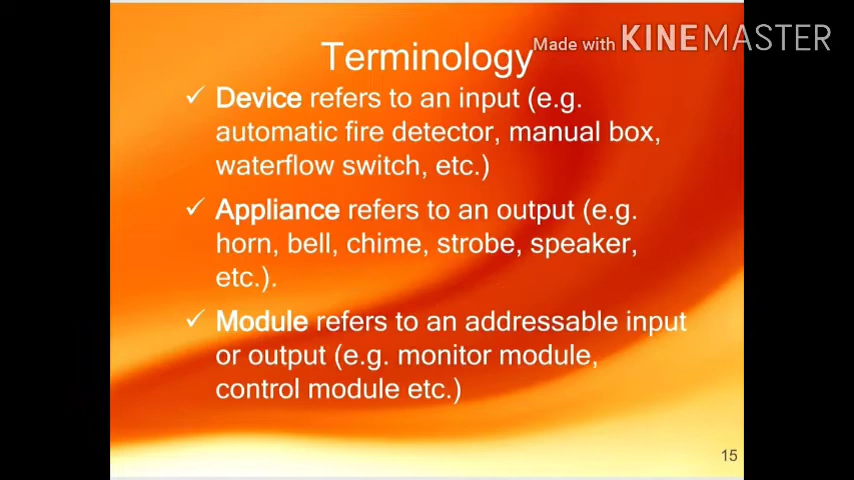 Made with KINEMASTER
Terminology
✓ Device refers to an input (e.g.
automatic fire detector, manual box,
waterflow switch, etc.)
✓ Appliance refers to an output (e.g.
horn, bell, chime, strobe, speaker,
etc.).
✓ Module refers to an addressable input
or output (e.g. monitor module,
control module etc.)
15